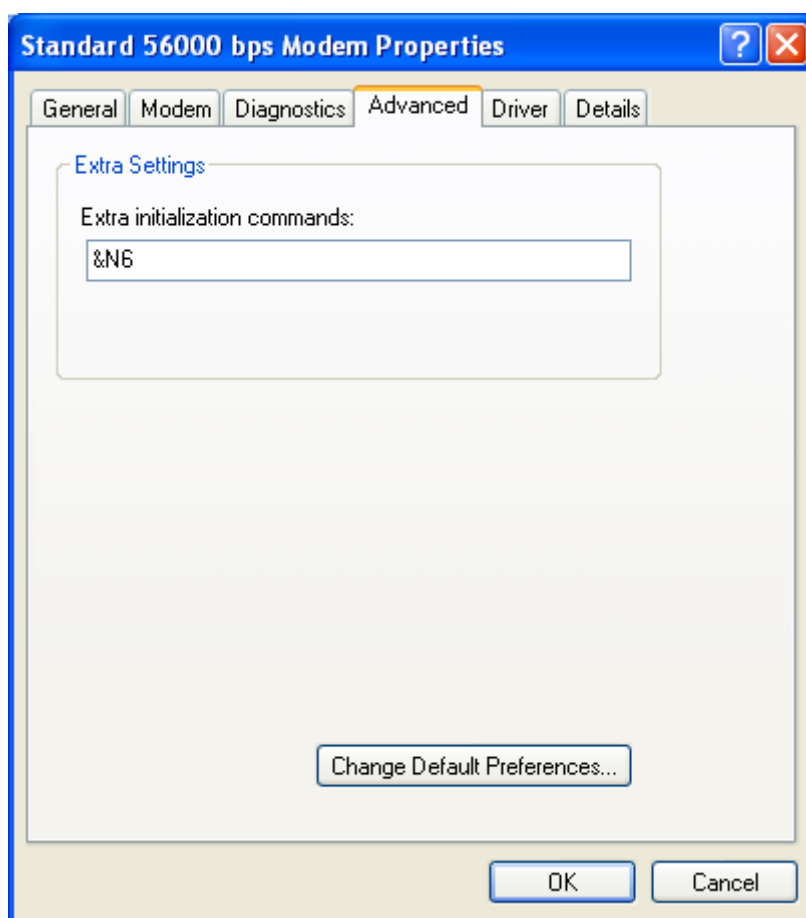 Standard 56000 bps Modem Properties
General Modem Diagnostics Advanced Driver Details
Extra Settings
Extra initialization commands:
&N6
Change Default Preferences...
OK Cancel